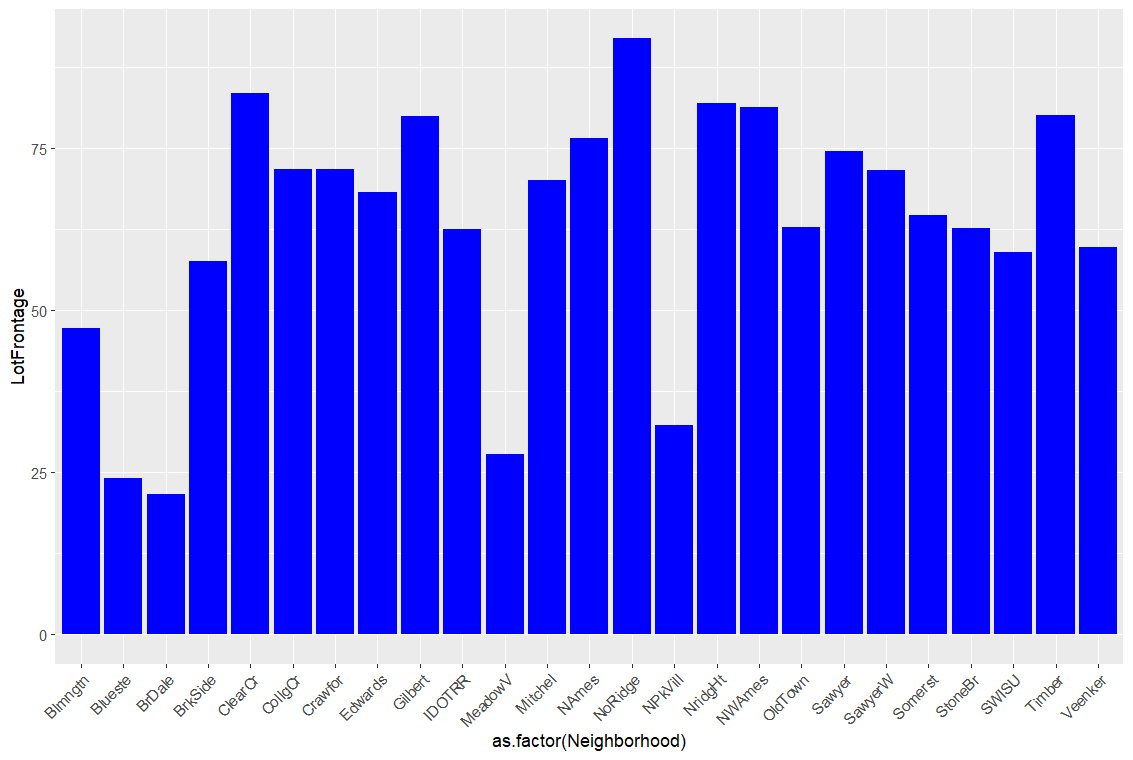 75
50
25
0
LotFrontage
Blmngtn
Blueste
BrDale
BrkSide
ClearCr
CollgCr
Crawfor
Edwards
Gilbert
IDOTRR
MeadowV
Mitchel
NAmes
NoRidge
NPkVill
NridgHt
NWAmes
OldTown
Sawyer
SawyerW
Somerst
StoneBr
SWISU
Timber
Veenker
as.factor(Neighborhood)